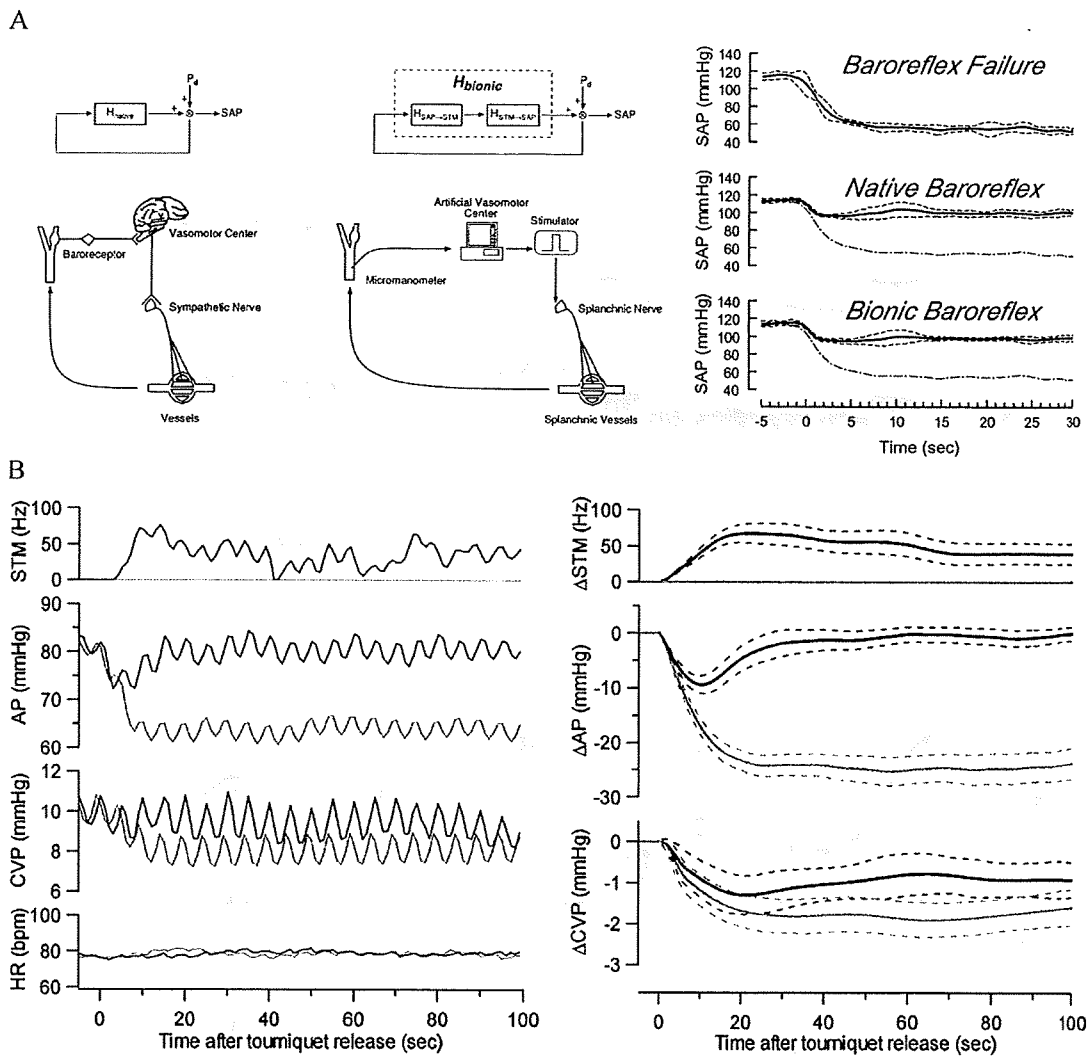 A
P_d
H_native
+
+
SAP
H_bionic
P_d
H_SAP→STM
H_STM→SAP
+
+
SAP
Baroreceptor
Vasomotor Center
Sympathetic Nerve
Vessels
Artificial Vasomotor
Center
Stimulator
Micromanometer
Splanchnic Nerve
Splanchnic Vessels
Baroreflex Failure
SAP (mmHg)
140
120
100
80
60
40
Native Baroreflex
SAP (mmHg)
140
120
100
80
60
40
Bionic Baroreflex
SAP (mmHg)
140
120
100
80
60
40
-5 0 5 10 15 20 25 30
Time (sec)
B
STM (Hz)
100
50
0
AP (mmHg)
90
80
70
60
CVP (mmHg)
12
10
8
6
HR (bpm)
100
80
60
0 20 40 60 80 100
Time after tourniquet release (sec)
ΔSTM (Hz)
100
50
0
ΔAP (mmHg)
0
-10
-20
-30
ΔCVP (mmHg)
0
-1
-2
-3
0 20 40 60 80 100
Time after tourniquet release (sec)